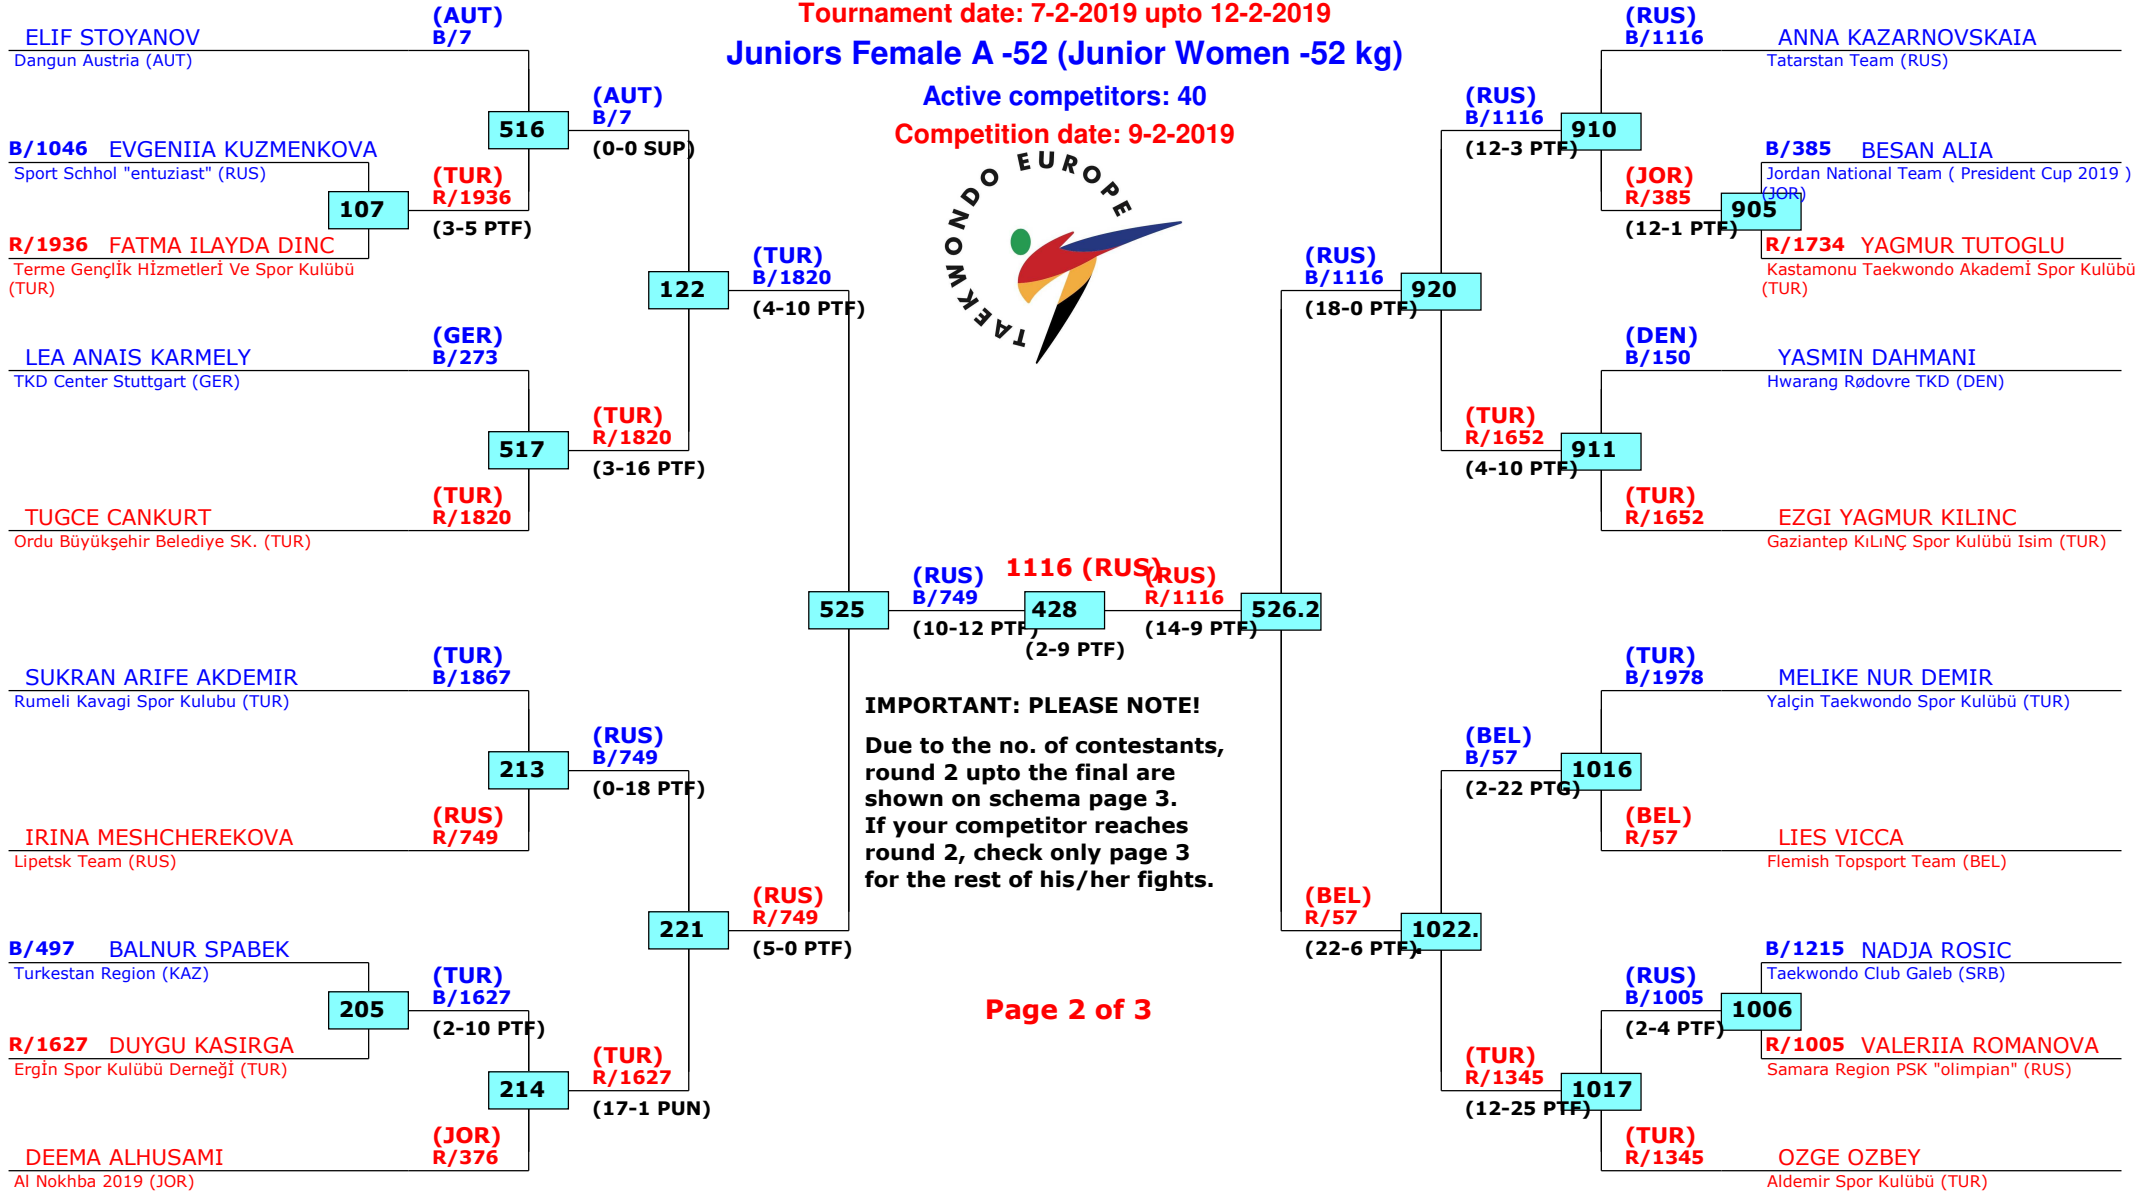 Tournament date: 7-2-2019 upto 12-2-2019
Juniors Female A -52 (Junior Women -52 kg)
Active competitors: 40
Competition date: 9-2-2019
TAEKWONDO EUROPE
(AUT)
B/7
ELIF STOYANOV
Dangun Austria (AUT)
B/1046 EVGENIIA KUZMENKOVA
Sport Schhol "entuziast" (RUS)
107
(TUR)
R/1936
(3-5 PTF)
R/1936 FATMA ILAYDA DINC
Terme Gençlİk Hİzmetlerİ Ve Spor Kulübü
(TUR)
516
(AUT)
B/7
(0-0 SUP)
(GER)
B/273
LEA ANAIS KARMELY
TKD Center Stuttgart (GER)
517
(TUR)
R/1820
(3-16 PTF)
(TUR)
R/1820
TUGCE CANKURT
Ordu Büyükşehir Belediye SK. (TUR)
122
(TUR)
B/1820
(4-10 PTF)
(TUR)
B/1867
SUKRAN ARIFE AKDEMIR
Rumeli Kavagi Spor Kulubu (TUR)
213
(RUS)
B/749
(0-18 PTF)
(RUS)
R/749
IRINA MESHCHEREKOVA
Lipetsk Team (RUS)
221
(RUS)
R/749
(5-0 PTF)
B/497 BALNUR SPABEK
Turkestan Region (KAZ)
205
(TUR)
B/1627
(2-10 PTF)
R/1627 DUYGU KASIRGA
Ergİn Spor Kulübü Derneğİ (TUR)
214
(TUR)
R/1627
(17-1 PUN)
(JOR)
R/376
DEEMA ALHUSAMI
Al Nokhba 2019 (JOR)
525
(RUS)
B/749
(10-12 PTF)
1116 (RUS)
428
(2-9 PTF)
(RUS)
R/1116
(14-9 PTF)
526.2
IMPORTANT: PLEASE NOTE!
Due to the no. of contestants,
round 2 upto the final are
shown on schema page 3.
If your competitor reaches
round 2, check only page 3
for the rest of his/her fights.
Page 2 of 3
(RUS)
B/1116
ANNA KAZARNOVSKAIA
Tatarstan Team (RUS)
(RUS)
B/1116
(12-3 PTF)
910
B/385 BESAN ALIA
Jordan National Team ( President Cup 2019 )
(JOR)
(JOR)
R/385
(12-1 PTF)
905
R/1734 YAGMUR TUTOGLU
Kastamonu Taekwondo Akademİ Spor Kulübü
(TUR)
(RUS)
B/1116
(18-0 PTF)
920
(DEN)
B/150
YASMIN DAHMANI
Hwarang Rødovre TKD (DEN)
(TUR)
R/1652
(4-10 PTF)
911
(TUR)
R/1652
EZGI YAGMUR KILINC
Gaziantep KıLıNÇ Spor Kulübü Isim (TUR)
(TUR)
B/1978
MELIKE NUR DEMIR
Yalçin Taekwondo Spor Kulübü (TUR)
(BEL)
B/57
(2-22 PTG)
1016
(BEL)
R/57
LIES VICCA
Flemish Topsport Team (BEL)
(BEL)
R/57
(22-6 PTF)
1022.
B/1215 NADJA ROSIC
Taekwondo Club Galeb (SRB)
(RUS)
B/1005
(2-4 PTF)
1006
R/1005 VALERIIA ROMANOVA
Samara Region PSK "olimpian" (RUS)
(TUR)
R/1345
(12-25 PTF)
1017
(TUR)
R/1345
OZGE OZBEY
Aldemir Spor Kulübü (TUR)